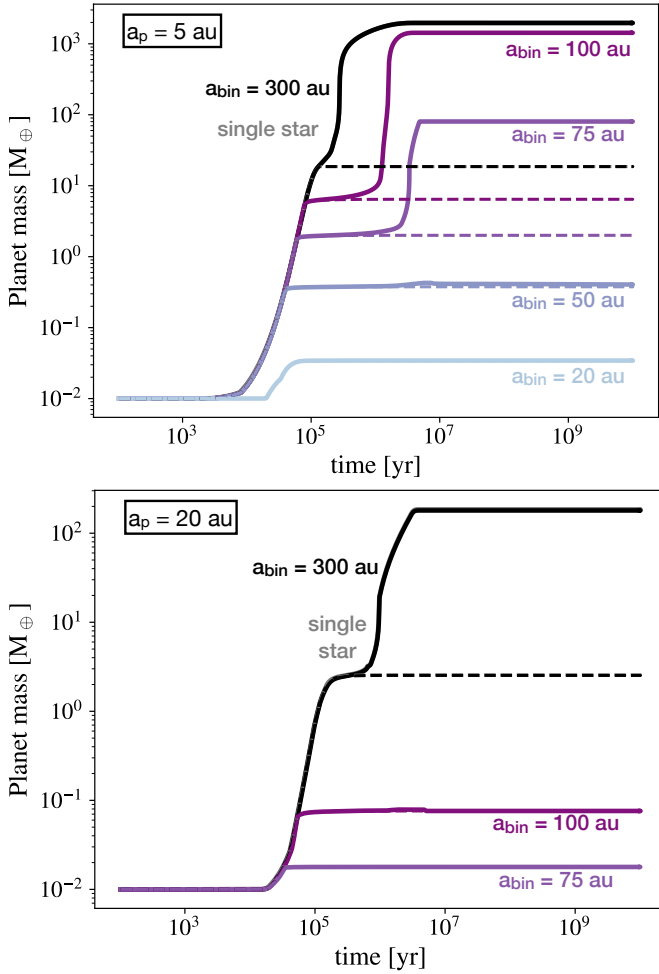 a_p = 5 au
a_bin = 100 au
a_bin = 300 au
single star
a_bin = 75 au
a_bin = 50 au
a_bin = 20 au
10^3
10^2
10^1
10^0
10^−1
10^−2
Planet mass [M_⊕]
10^3
10^5
10^7
10^9
time [yr]
a_p = 20 au
a_bin = 300 au
single
star
a_bin = 100 au
a_bin = 75 au
10^2
10^1
10^0
10^−1
10^−2
Planet mass [M_⊕]
10^3
10^5
10^7
10^9
time [yr]